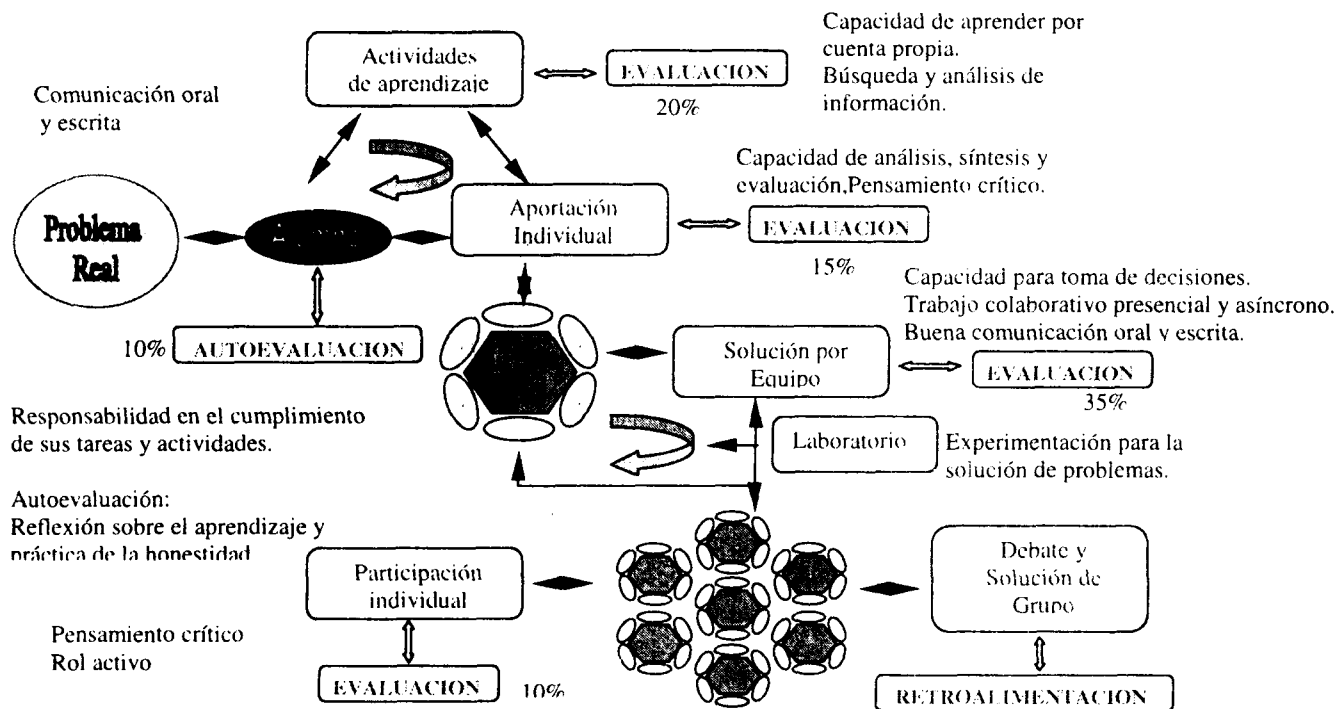 Capacidad de aprender por
cuenta propia.
Búsqueda y análisis de
información.
Actividades
de aprendizaje
EVALUACION
20%
Comunicación oral
y escrita
Capacidad de análisis, síntesis y
evaluación,Pensamiento crítico.
Problema
Real
Aportación
Individual
EVALUACION
15%
Capacidad para toma de decisiones.
Trabajo colaborativo presencial y asíncrono.
Buena comunicación oral y escrita.
10%
AUTOEVALUACION
Solución por
Equipo
EVALUACION
35%
Responsabilidad en el cumplimiento
de sus tareas y actividades.
Laboratorio
Experimentación para la
solución de problemas.
Autoevaluación:
Reflexión sobre el aprendizaje y
práctica de la honestidad
Participación
individual
Debate y
Solución de
Grupo
Pensamiento crítico
Rol activo
EVALUACION
10%
RETROALIMENTACION